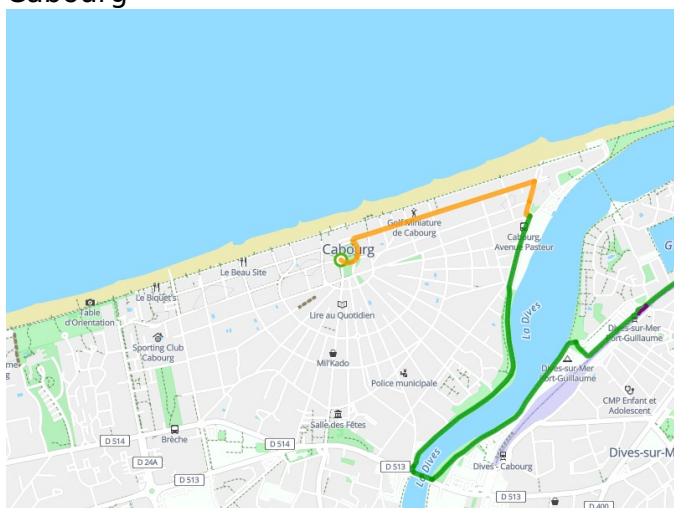 Cabourg
Golf Miniature
de Cabourg
Cabourg
Cabourg,
Avenue Pasteur
Le Beau Site
Le Biquet's
Table
d'Orientation
Lire au Quotidien
La Dives
Dives-sur-Mer
Port-Guillaume
Sporting Club
Cabourg
Mil'Kado
Dives-sur-Mer
Port-Guillaume
Police municipale
CMP Enfant et
Adolescent
Salle des Fêtes
D 514
Brèche
D 514
Dives-sur-M
D 24A
D 513
La Dives
Dives - Cabourg
D 513
D 513
D 400